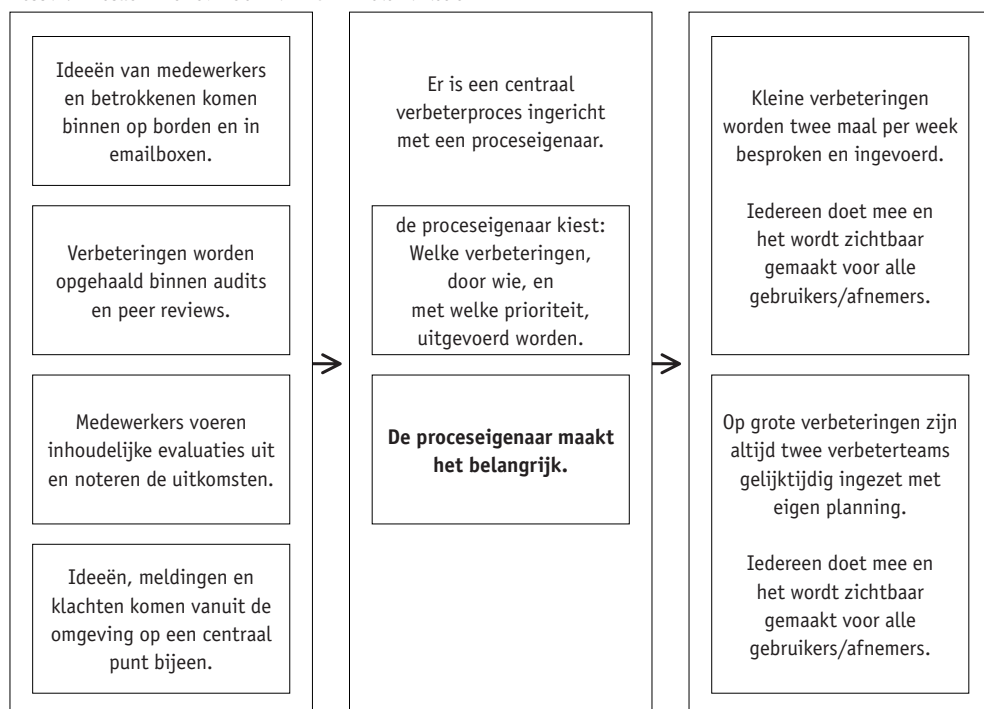 Ideeën van medewerkers
en betrokkenen komen
binnen op borden en in
emailboxen.
Verbeteringen worden
opgehaald binnen audits
en peer reviews.
Medewerkers voeren
inhoudelijke evaluaties uit
en noteren de uitkomsten.
Ideeën, meldingen en
klachten komen vanuit de
omgeving op een centraal
punt bijeen.
Er is een centraal
verbeterproces ingericht
met een proceseigenaar.
de proceseigenaar kiest:
Welke verbeteringen,
door wie, en
met welke prioriteit,
uitgevoerd worden.
De proceseigenaar maakt
het belangrijk.
Kleine verbeteringen
worden twee maal per week
besproken en ingevoerd.
Iedereen doet mee en
het wordt zichtbaar
gemaakt voor alle
gebruikers/afnemers.
Op grote verbeteringen zijn
altijd twee verbeterteams
gelijktijdig ingezet met
eigen planning.
Iedereen doet mee en
het wordt zichtbaar
gemaakt voor alle
gebruikers/afnemers.